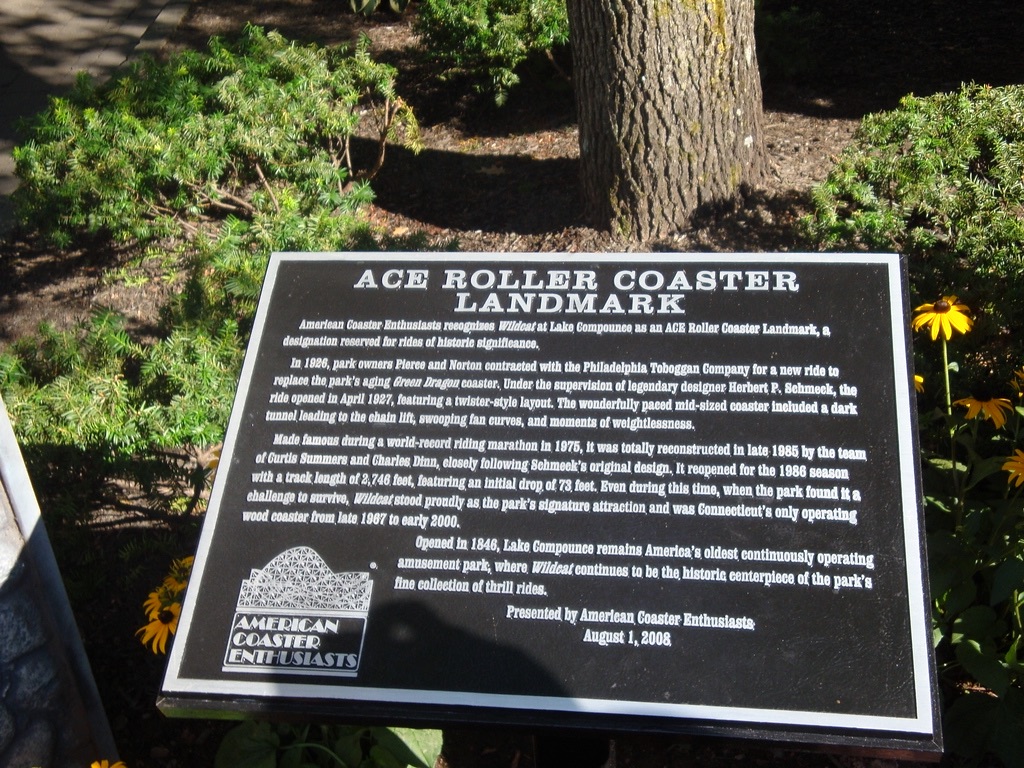 ACE ROLLER COASTER
LANDMARK
American Coaster Enthusiasts recognizes Wildcat at Lake Compounce as an ACE Roller Coaster Landmark, a
designation reserved for rides of historic significance.
In 1926, park owners Pierce and Norton contracted with the Philadelphia Toboggan Company for a new ride to
replace the park's aging Green Dragon coaster. Under the supervision of legendary designer Herbert P. Schmeck, the
ride opened in April 1927, featuring a twister-style layout. The wonderfully paced mid-sized coaster included a dark
tunnel leading to the chain lift, swooping fan curves, and moments of weightlessness.
Made famous during a world-record riding marathon in 1975, it was totally reconstructed in late 1985 by the team
of Curtis Summers and Charles Dinn, closely following Schmeck's original design. It reopened for the 1986 season
with a track length of 2,746 feet, featuring an initial drop of 73 feet. Even during this time, when the park found it a
challenge to survive, Wildcat stood proudly as the park's signature attraction and was Connecticut's only operating
wood coaster from late 1967 to early 2000.
Opened in 1846, Lake Compounce remains America's oldest continuously operating
amusement park, where Wildcat continues to be the historic centerpiece of the park's
fine collection of thrill rides.
Presented by American Coaster Enthusiasts
August 1, 2008
AMERICAN
COASTER
ENTHUSIASTS